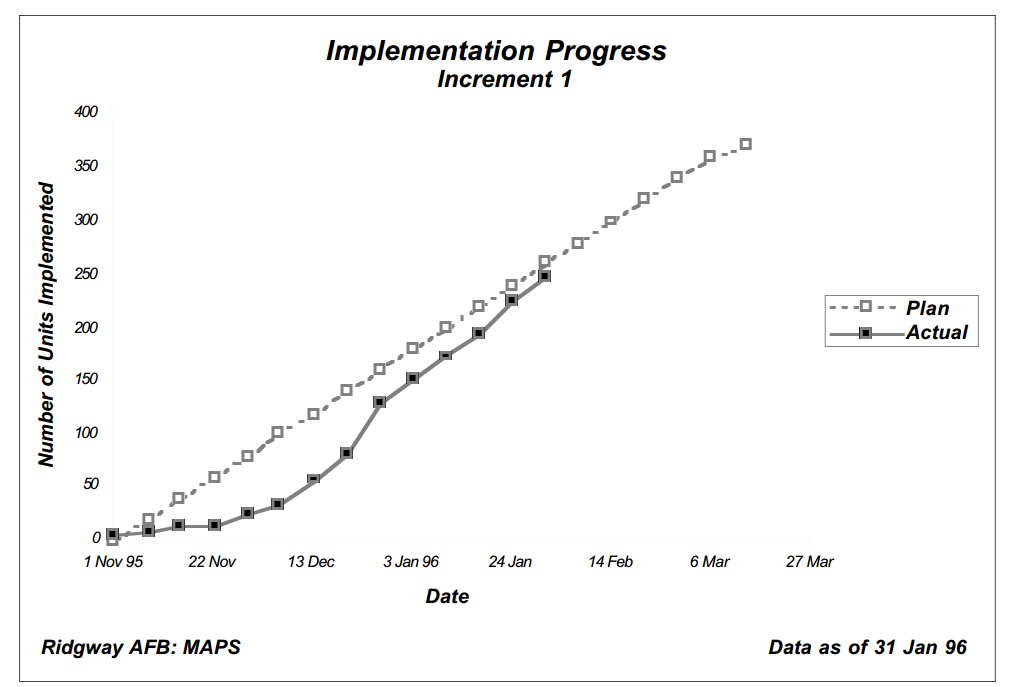 Implementation Progress
Increment 1
400
350
300
250
200
150
100
50
0
Number of Units Implemented
1 Nov 95 22 Nov 13 Dec 3 Jan 96 24 Jan 14 Feb 6 Mar 27 Mar
Date
Plan
Actual
Ridgway AFB: MAPS
Data as of 31 Jan 96